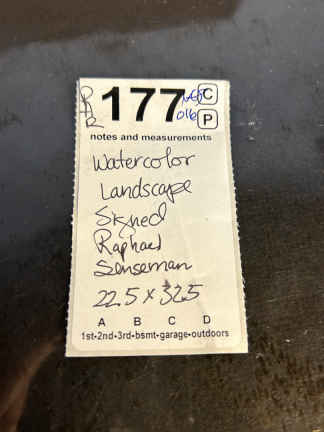 177 C
016 P
notes and measurements
Watercolor
Landscape
Signed
Raphael
Senseman
22.5 x 32.5
A B C D
1st-2nd-3rd-bsmt-garage-outdoors